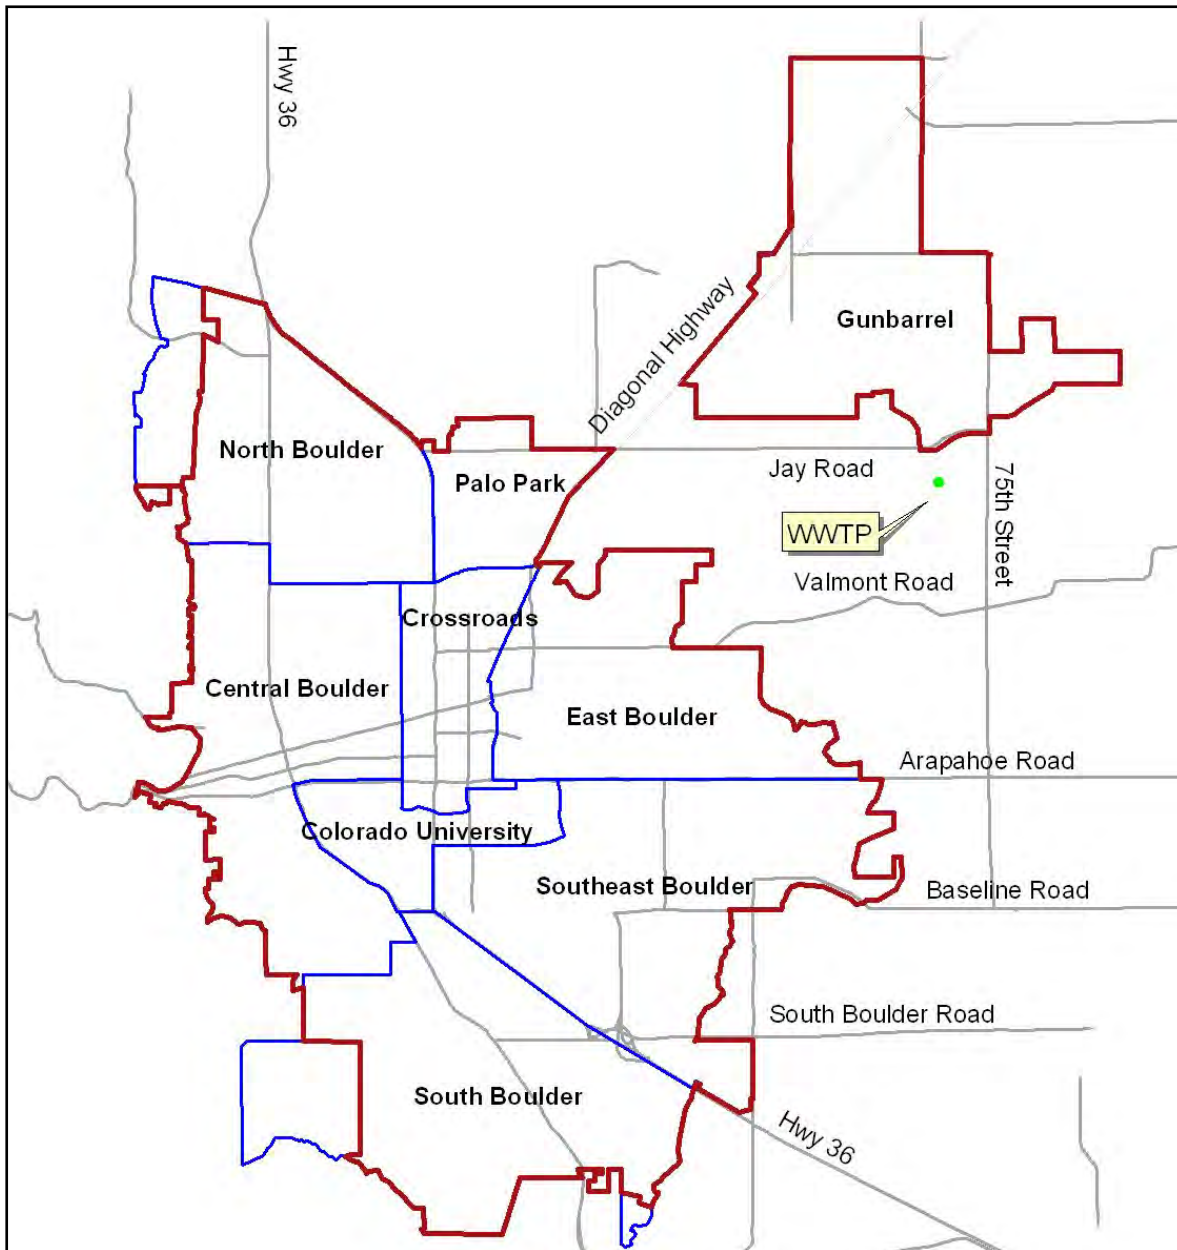 Hwy 36
Gunbarrel
Diagonal Highway
North Boulder
Palo Park
Jay Road
75th Street
WWTP
Valmont Road
Crossroads
Central Boulder
East Boulder
Arapahoe Road
Colorado University
Southeast Boulder
Baseline Road
South Boulder Road
South Boulder
Hwy 36